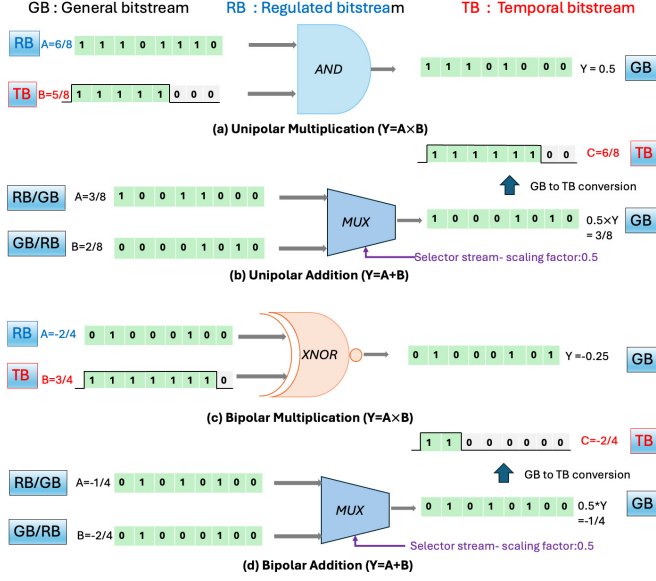 GB : General bitstream RB : Regulated bitstream TB : Temporal bitstream
RB A=6/8 1 1 1 0 1 1 1 0
AND
1 1 1 0 1 0 0 0 Y = 0.5 GB
TB B=5/8 1 1 1 1 1 0 0 0
(a) Unipolar Multiplication (Y=A×B)
1 1 1 1 1 1 0 0 C=6/8 TB
GB to TB conversion
RB/GB A=3/8 1 0 0 1 1 0 0 0
MUX
1 0 0 0 1 0 1 0 0.5×Y
= 3/8 GB
GB/RB B=2/8 0 0 0 0 1 0 1 0
Selector stream- scaling factor:0.5
(b) Unipolar Addition (Y=A+B)
RB A=-2/4 0 1 0 0 0 1 0 0
XNOR
0 1 0 0 0 1 0 1 Y =-0.25 GB
TB B=3/4 1 1 1 1 1 1 1 0
(c) Bipolar Multiplication (Y=A×B)
1 1 0 0 0 0 0 0 C=-2/4 TB
GB to TB conversion
RB/GB A=-1/4 0 1 0 1 0 1 0 0
MUX
0 1 0 1 0 1 0 0 0.5*Y
=-1/4 GB
GB/RB B=-2/4 0 1 0 0 0 1 0 0
Selector stream- scaling factor:0.5
(d) Bipolar Addition (Y=A+B)